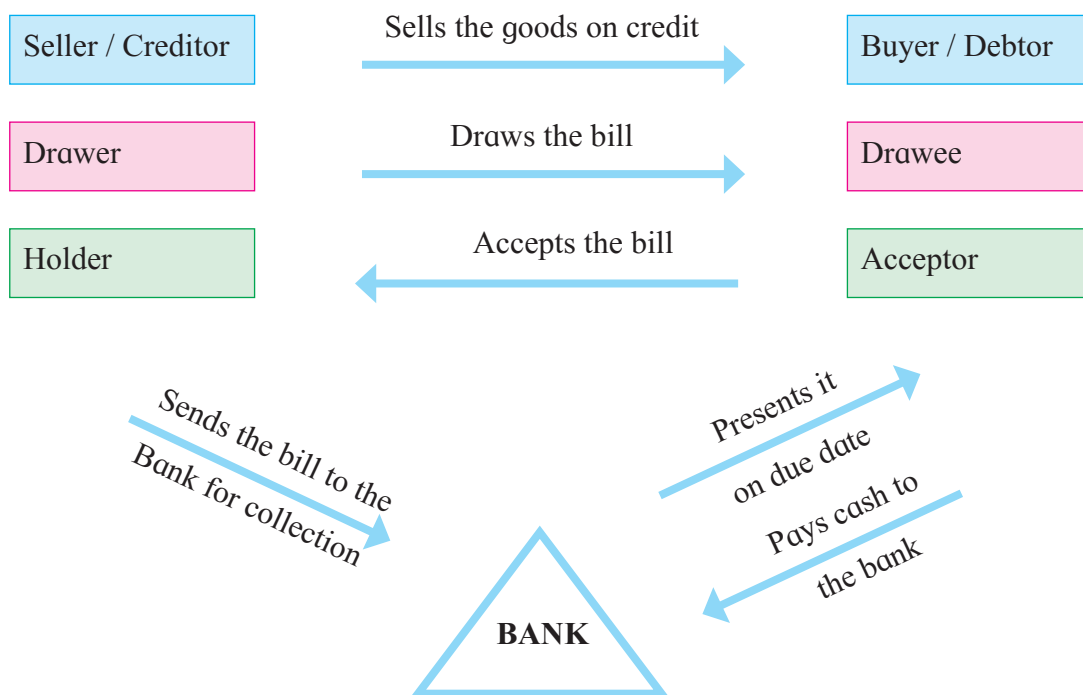 Seller / Creditor
Sells the goods on credit
Buyer / Debtor
Drawer
Draws the bill
Drawee
Holder
Accepts the bill
Acceptor
Sends the bill to the
Bank for collection
Presents it
on due date
Pays cash to
the bank
BANK